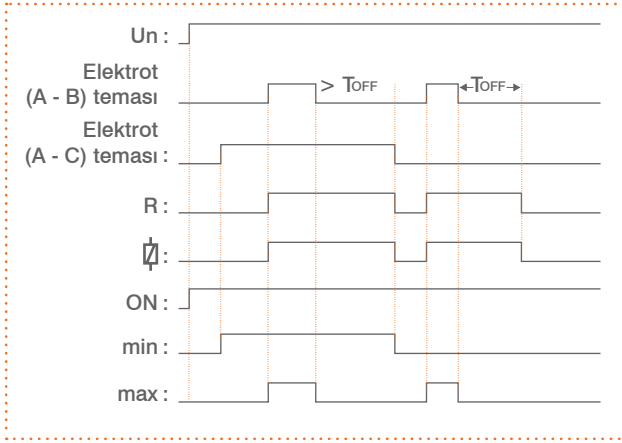 Un :
Elektrot
(A - B) teması
> TOFF
TOFF
Elektrot
(A - C) teması :
R :
:
ON :
min :
max :